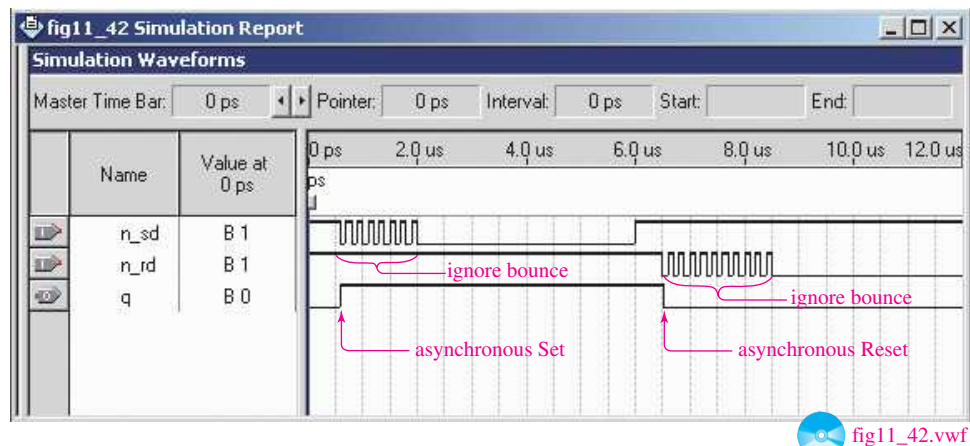 fig11_42 Simulation Report
Simulation Waveforms
Master Time Bar: 0 ps Pointer: 0 ps Interval: 0 ps Start: End:
Name Value at 0 ps
0 ps 2.0 us 4.0 us 6.0 us 8.0 us 10.0 us 12.0 us
ps
n_sd B 1
n_rd B 1
q B 0
ignore bounce
ignore bounce
asynchronous Set
asynchronous Reset
fig11_42.vwf